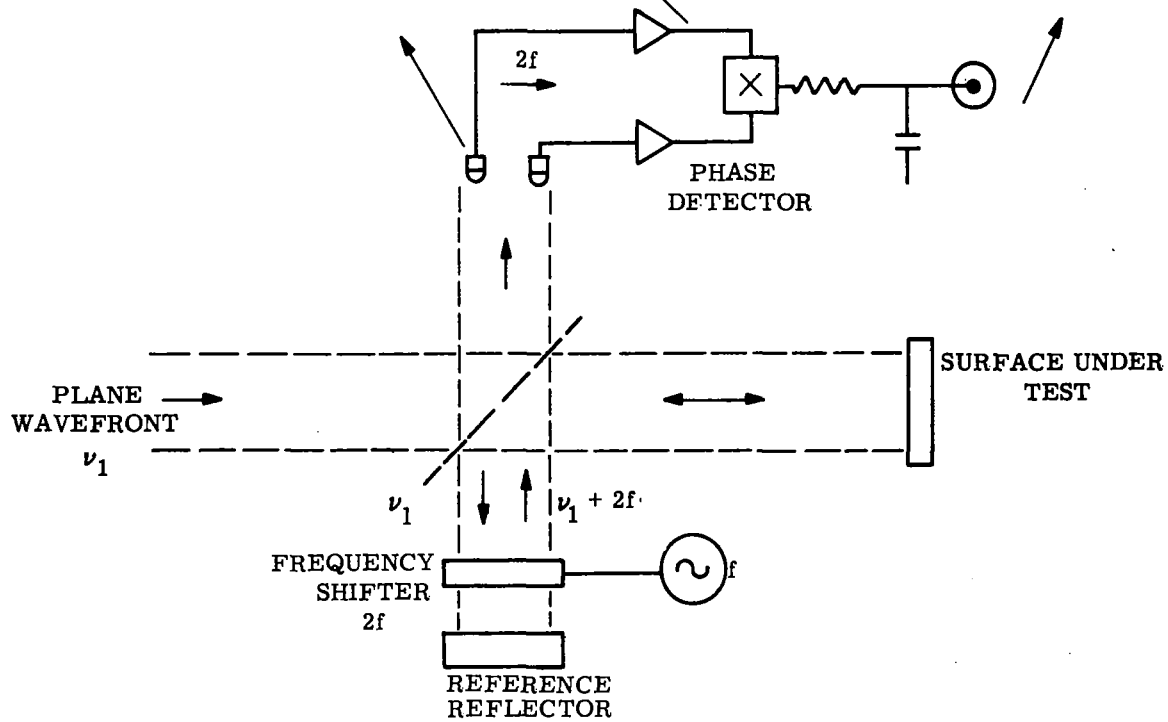 2f
PHASE
DETECTOR
SURFACE UNDER
TEST
PLANE
WAVEFRONT
ν₁
ν₁
ν₁ + 2f
FREQUENCY
SHIFTER
2f
f
REFERENCE
REFLECTOR